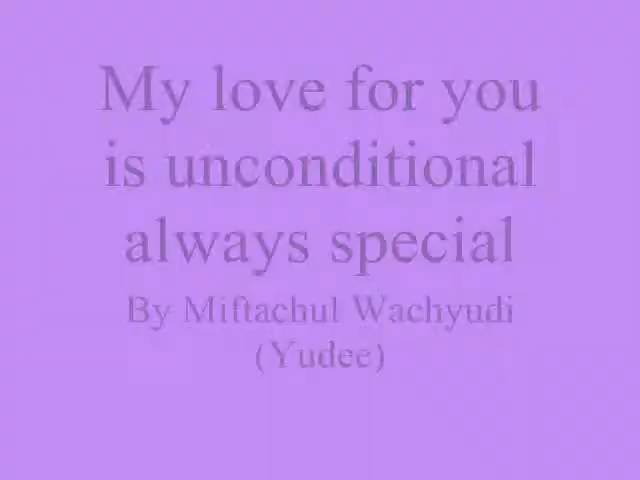 My love for you
is unconditional
always special
By Miftachul Wachyudi
(Yudee)